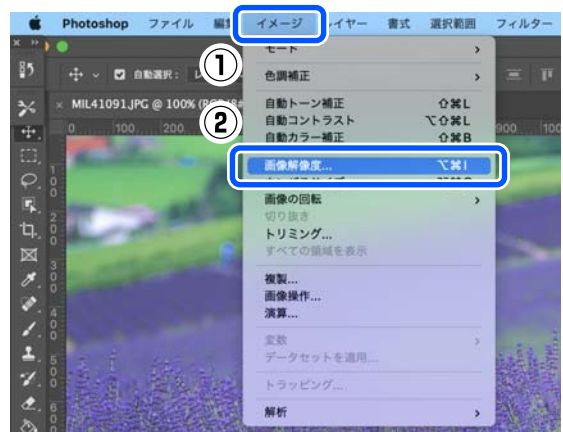 Photoshop ファイル 編集 イメージ レイヤー 書式 選択範囲 フィルター
①
自動選択:
MIL41091.JPG @ 100%
②
0 100 200 900
モード >
色調補正 >
自動トーン補正 ⇧⌘L
自動コントラスト ⌥⇧⌘L
自動カラー補正 ⇧⌘B
画像解像度... ⌥⌘I
画像の回転 >
切り抜き
トリミング...
すべての領域を表示
複製...
画像操作...
演算...
変数 >
データセットを適用...
トラッピング...
解析 >